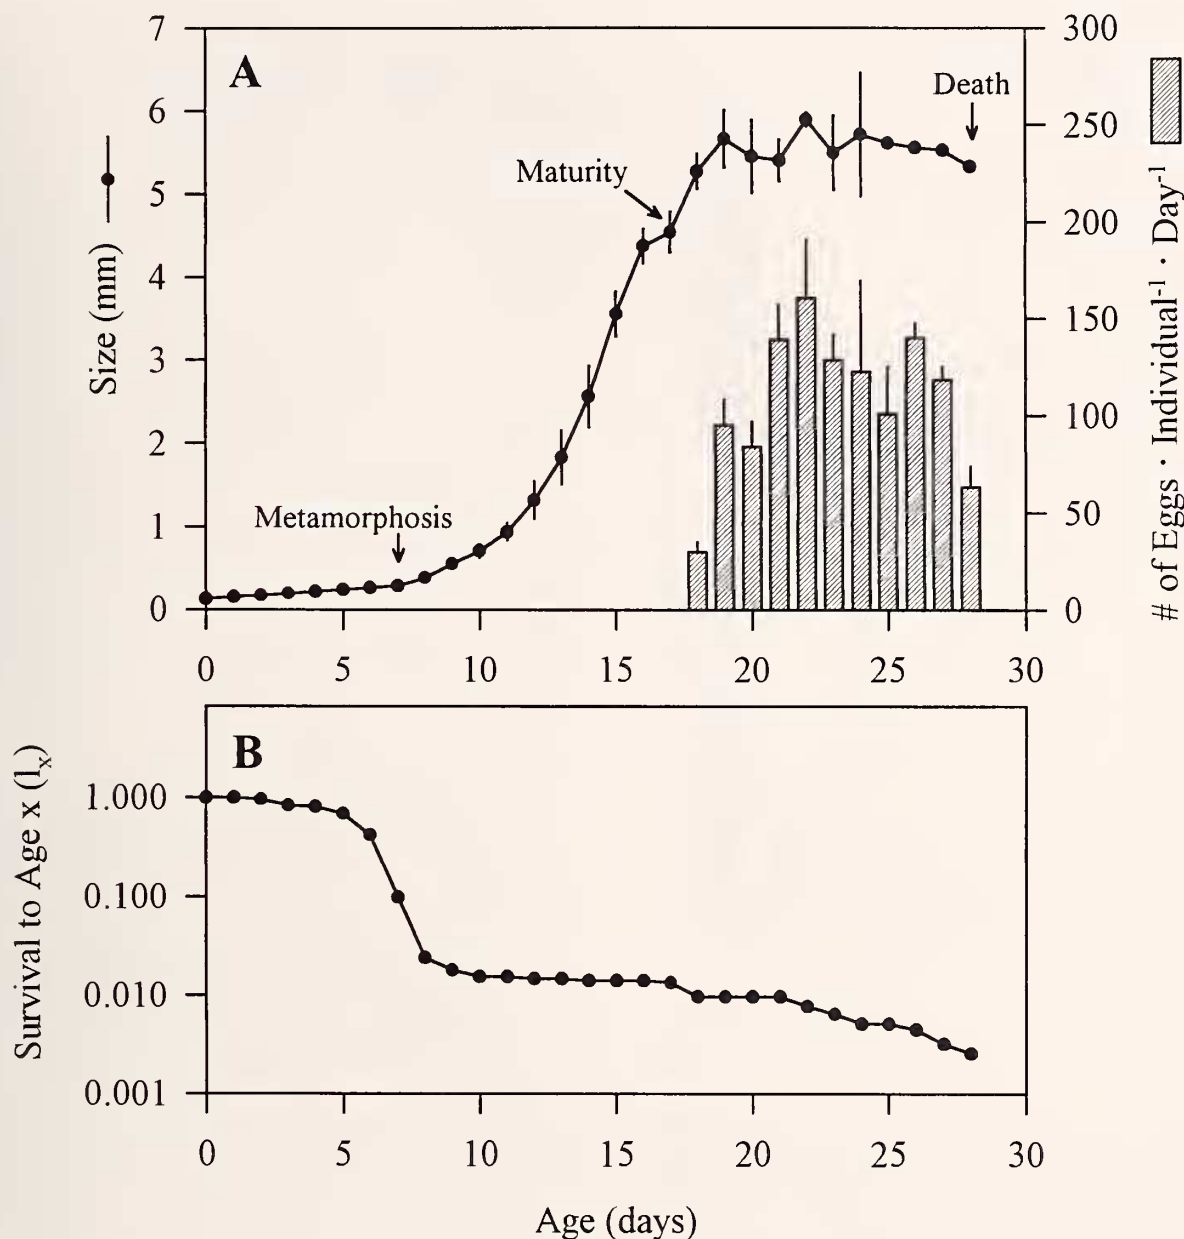 A
Size (mm)
7
6
5
4
3
2
1
0
Metamorphosis
Maturity
Death
300
250
200
150
100
50
0
# of Eggs · Individual⁻¹ · Day⁻¹
0 5 10 15 20 25 30
B
Survival to Age x (lₓ)
1.000
0.100
0.010
0.001
0 5 10 15 20 25 30
Age (days)